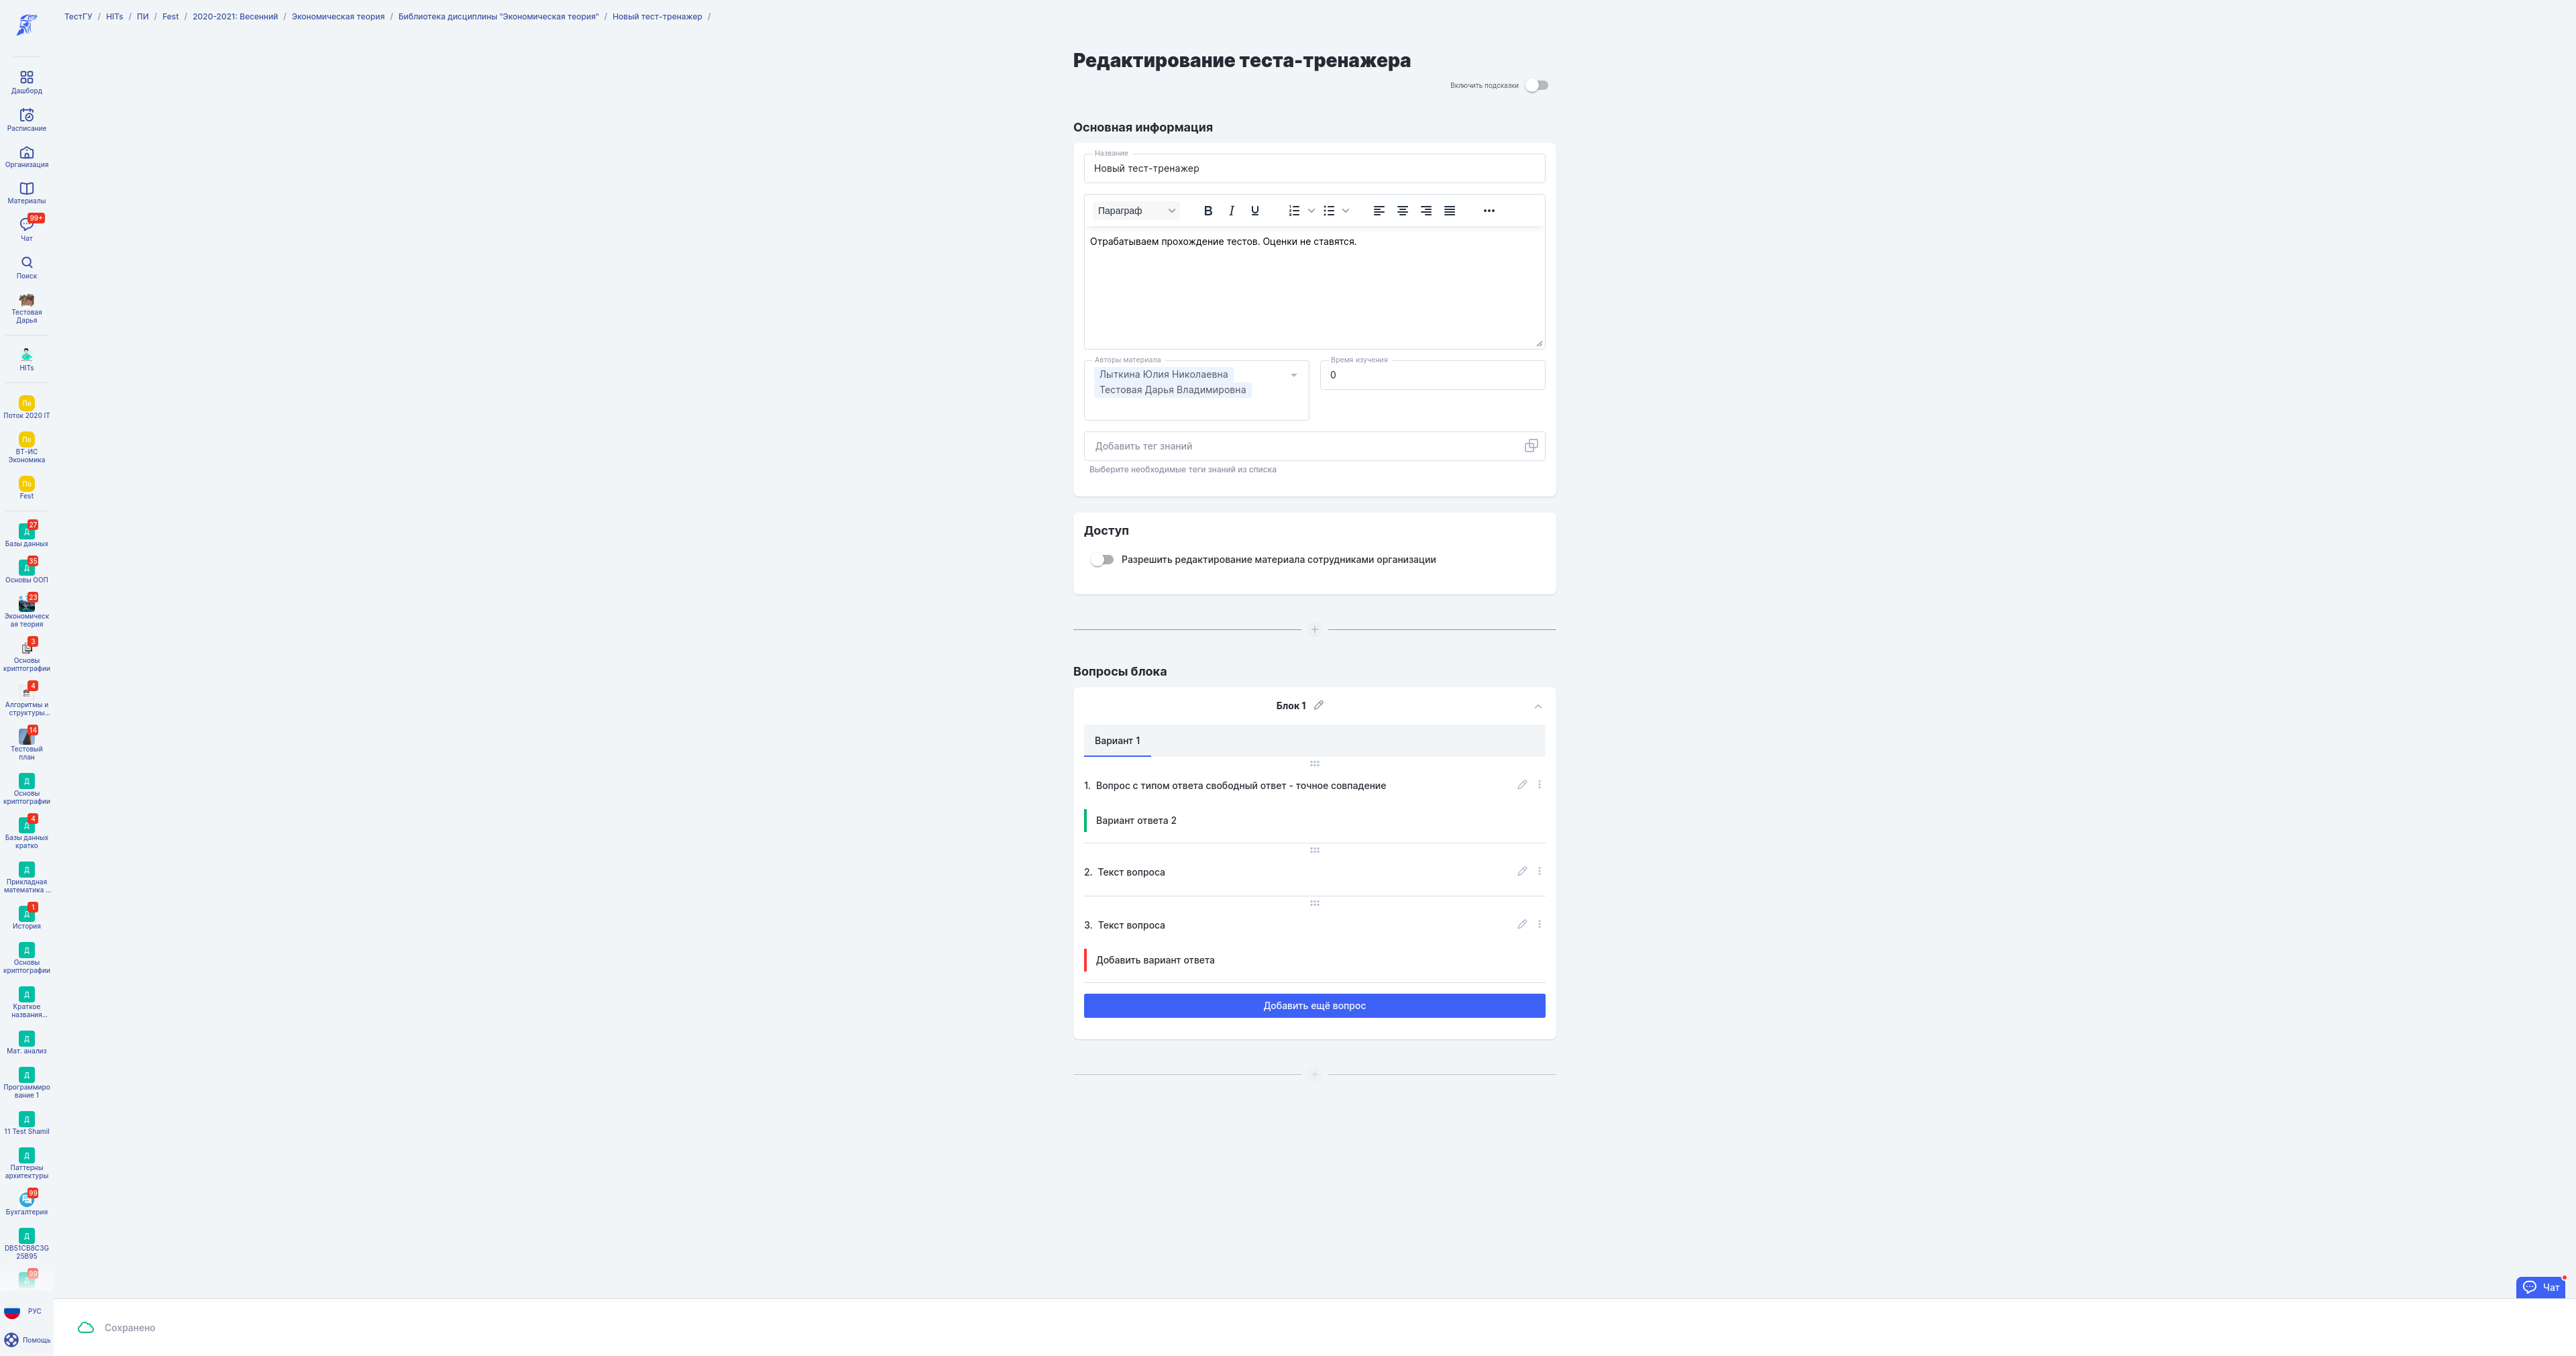 ТестГУ / HITs / ПИ / Fest / 2020-2021: Весенний / Экономическая теория / Библиотека дисциплины "Экономическая теория" / Новый тест-тренажер /
Дашборд
Расписание
Организация
Материалы
99+
Чат
Поиск
Тестовая
Дарья
HITs
По
Поток 2020 IT
По
ВТ-ИС
Экономика
По
Fest
27
Д
Базы данных
35
Д
Основы ООП
23
Экономическ
ая теория
3
Основы
криптографии
4
Алгоритмы и
структуры...
14
Тестовый
план
Д
Основы
криптографии
4
Д
Базы данных
кратко
Д
Прикладная
математика ...
1
Д
История
Д
Основы
криптографии
Д
Краткое
названия...
Д
Мат. анализ
Д
Программиро
вание 1
Д
11 Test Shamil
Д
Паттерны
архитектуры
99
Бухгалтерия
Д
DB51CB8C3G
25B95
99
Д
РУС
Помощь
Редактирование теста-тренажера
Включить подсказки
Основная информация
Название
Новый тест-тренажер
Параграф
Отрабатываем прохождение тестов. Оценки не ставятся.
Авторы материала
Лыткина Юлия Николаевна
Тестовая Дарья Владимировна
Время изучения
0
Добавить тег знаний
Выберите необходимые теги знаний из списка
Доступ
Разрешить редактирование материала сотрудниками организации
Вопросы блока
Блок 1
Вариант 1
1. Вопрос с типом ответа свободный ответ - точное совпадение
Вариант ответа 2
2. Текст вопроса
3. Текст вопроса
Добавить вариант ответа
Добавить ещё вопрос
Чат
Сохранено